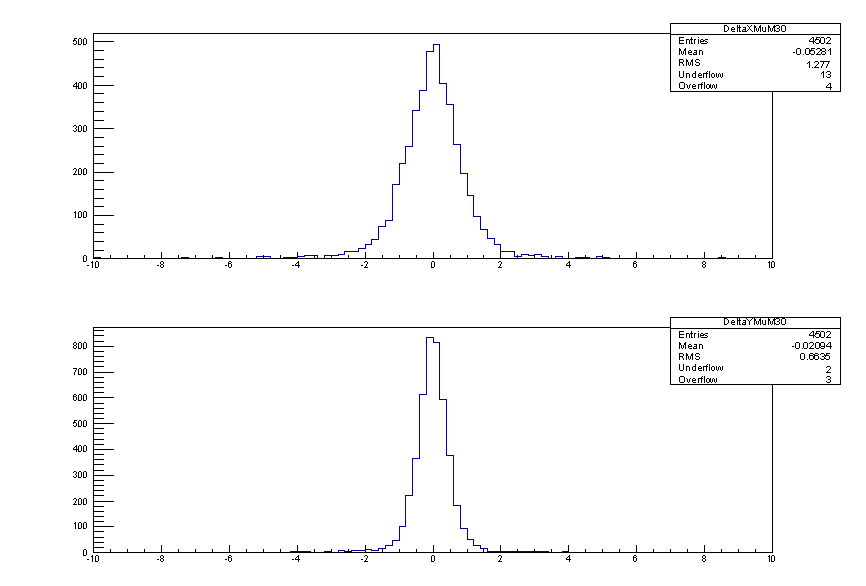 DeltaXMuM30
Entries 4502
Mean -0.05281
RMS 1.277
Underflow 13
Overflow 4
500
400
300
200
100
0
-10 -8 -6 -4 -2 0 2 4 6 8 10
DeltaYMuM30
Entries 4502
Mean -0.02094
RMS 0.6635
Underflow 2
Overflow 3
800
700
600
500
400
300
200
100
0
-10 -8 -6 -4 -2 0 2 4 6 8 10